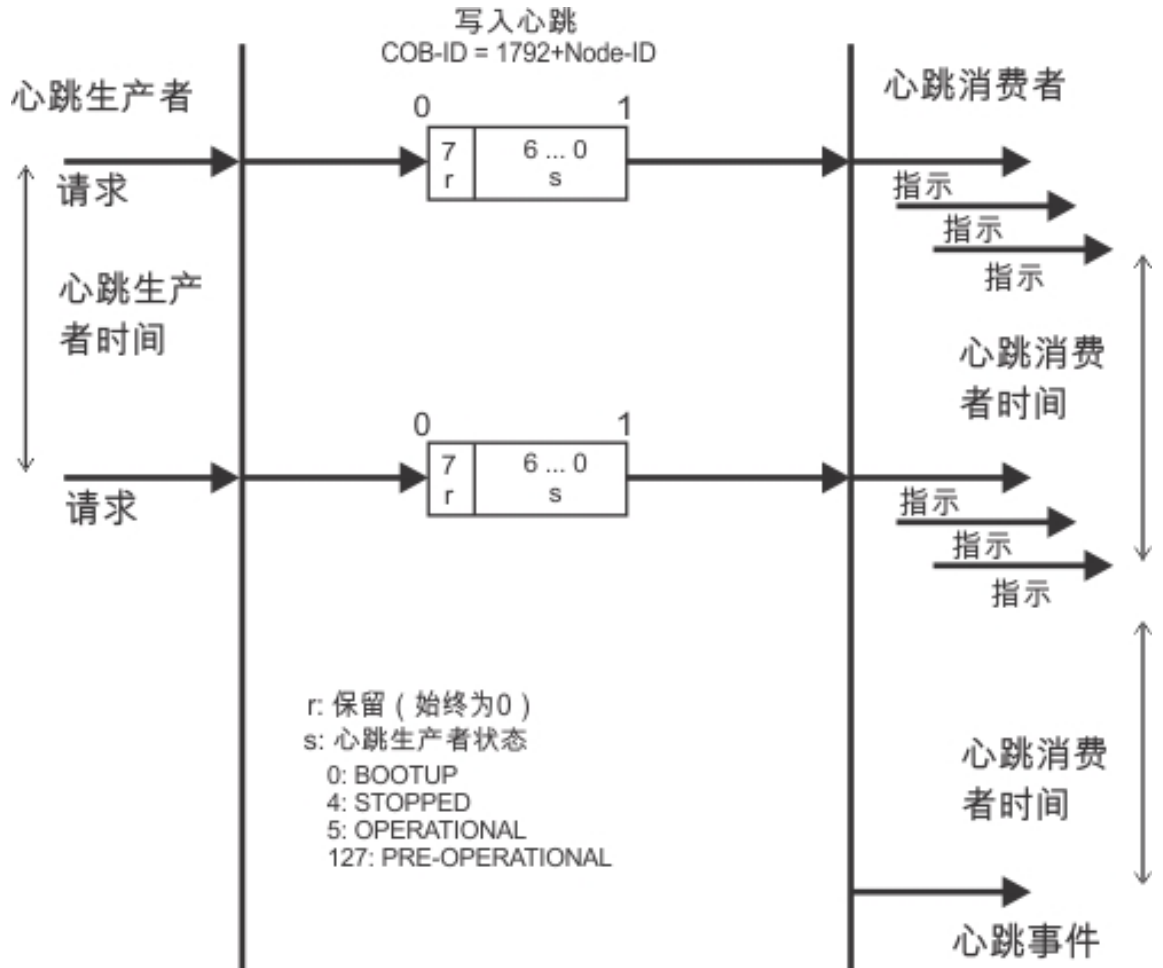 写入心跳
COB-ID = 1792+Node-ID
心跳生产者
心跳消费者
0 1
7 6 ... 0
r s
请求
指示
指示
指示
心跳生产
者时间
心跳消费
者时间
0 1
7 6 ... 0
r s
请求
指示
指示
指示
r: 保留（始终为0）
s: 心跳生产者状态
0: BOOTUP
4: STOPPED
5: OPERATIONAL
127: PRE-OPERATIONAL
心跳消费
者时间
心跳事件